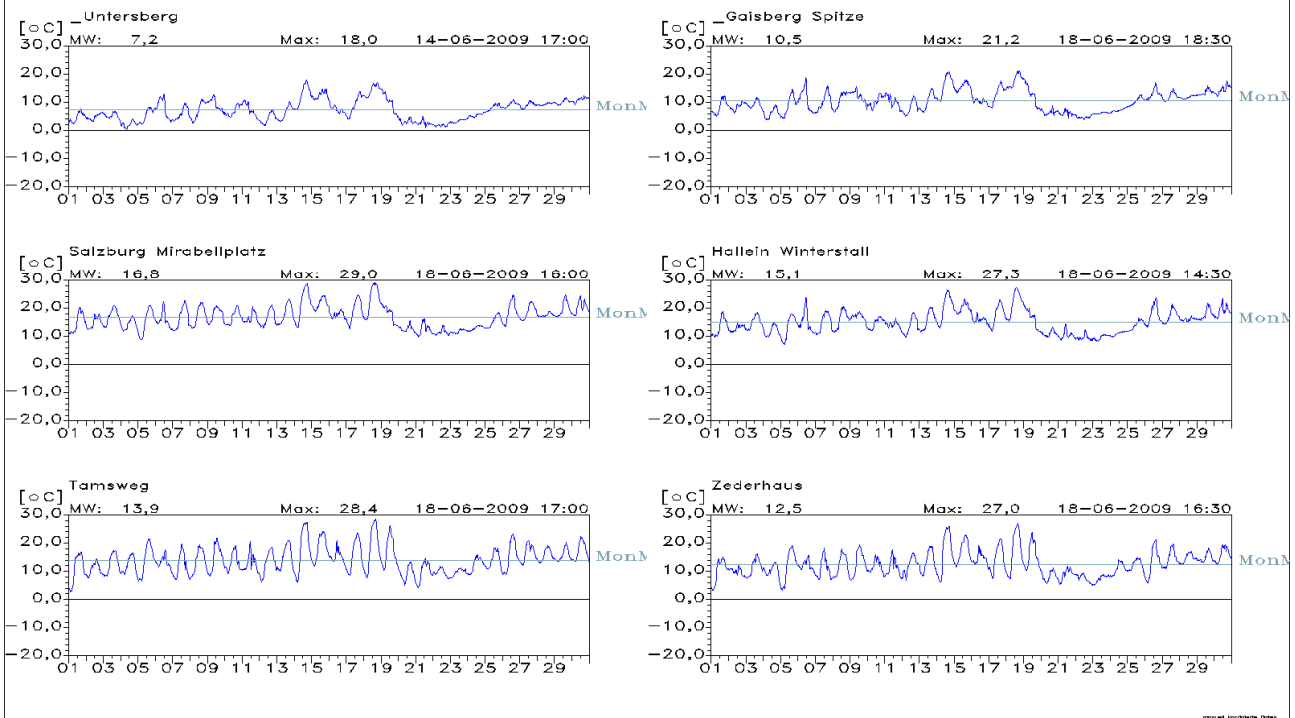 _Untersberg
[°C] MW: 7,2 Max: 18,0 14-06-2009 17:00
30,0
20,0
10,0
MonM
0,0
−10,0
−20,0
01 03 05 07 09 11 13 15 17 19 21 23 25 27 29
_Gaisberg Spitze
[°C] MW: 10,5 Max: 21,2 18-06-2009 18:30
30,0
20,0
10,0
MonM
0,0
−10,0
−20,0
01 03 05 07 09 11 13 15 17 19 21 23 25 27 29
Salzburg Mirabellplatz
[°C] MW: 16,8 Max: 29,0 18-06-2009 16:00
30,0
20,0
MonM
10,0
0,0
−10,0
−20,0
01 03 05 07 09 11 13 15 17 19 21 23 25 27 29
Hallein Winterstall
[°C] MW: 15,1 Max: 27,3 18-06-2009 14:30
30,0
20,0
MonM
10,0
0,0
−10,0
−20,0
01 03 05 07 09 11 13 15 17 19 21 23 25 27 29
Tamsweg
[°C] MW: 13,9 Max: 28,4 18-06-2009 17:00
30,0
20,0
MonM
10,0
0,0
−10,0
−20,0
01 03 05 07 09 11 13 15 17 19 21 23 25 27 29
Zederhaus
[°C] MW: 12,5 Max: 27,0 18-06-2009 16:30
30,0
20,0
MonM
10,0
0,0
−10,0
−20,0
01 03 05 07 09 11 13 15 17 19 21 23 25 27 29